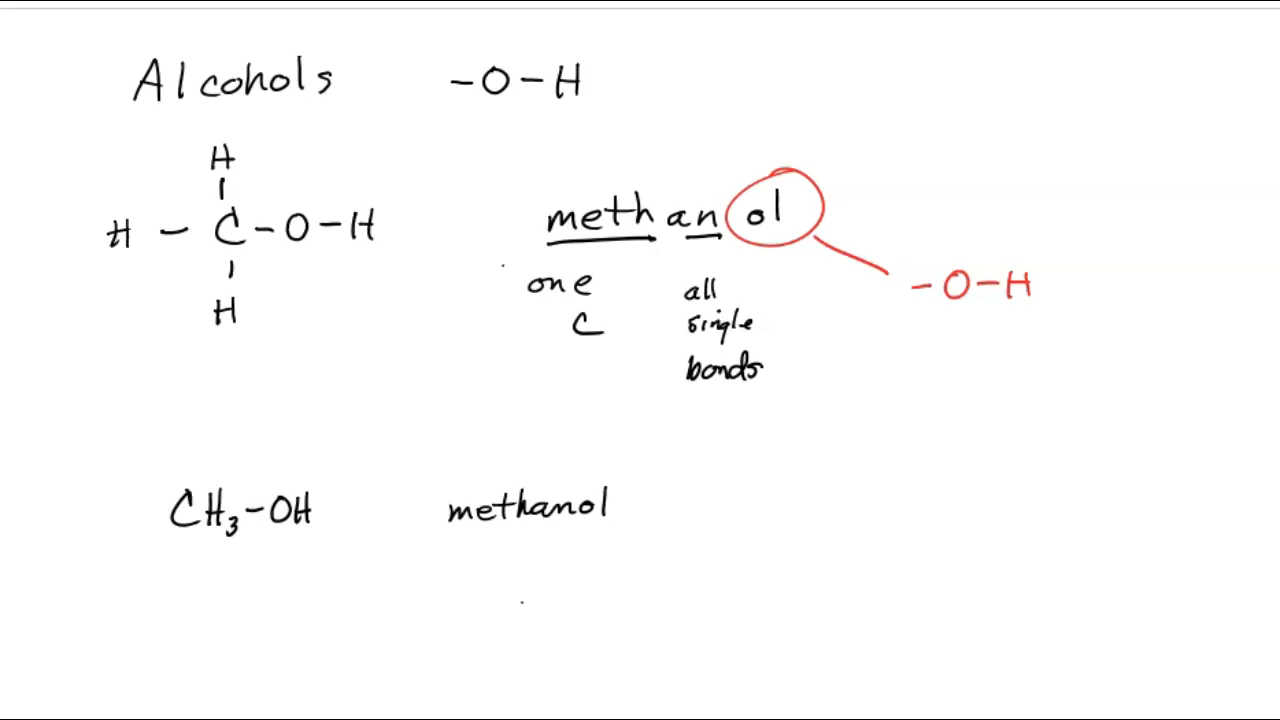 Alcohols -O-H
H
H - C - O - H
H
methanol
one C
all single bonds
-O-H
CH₃-OH methanol